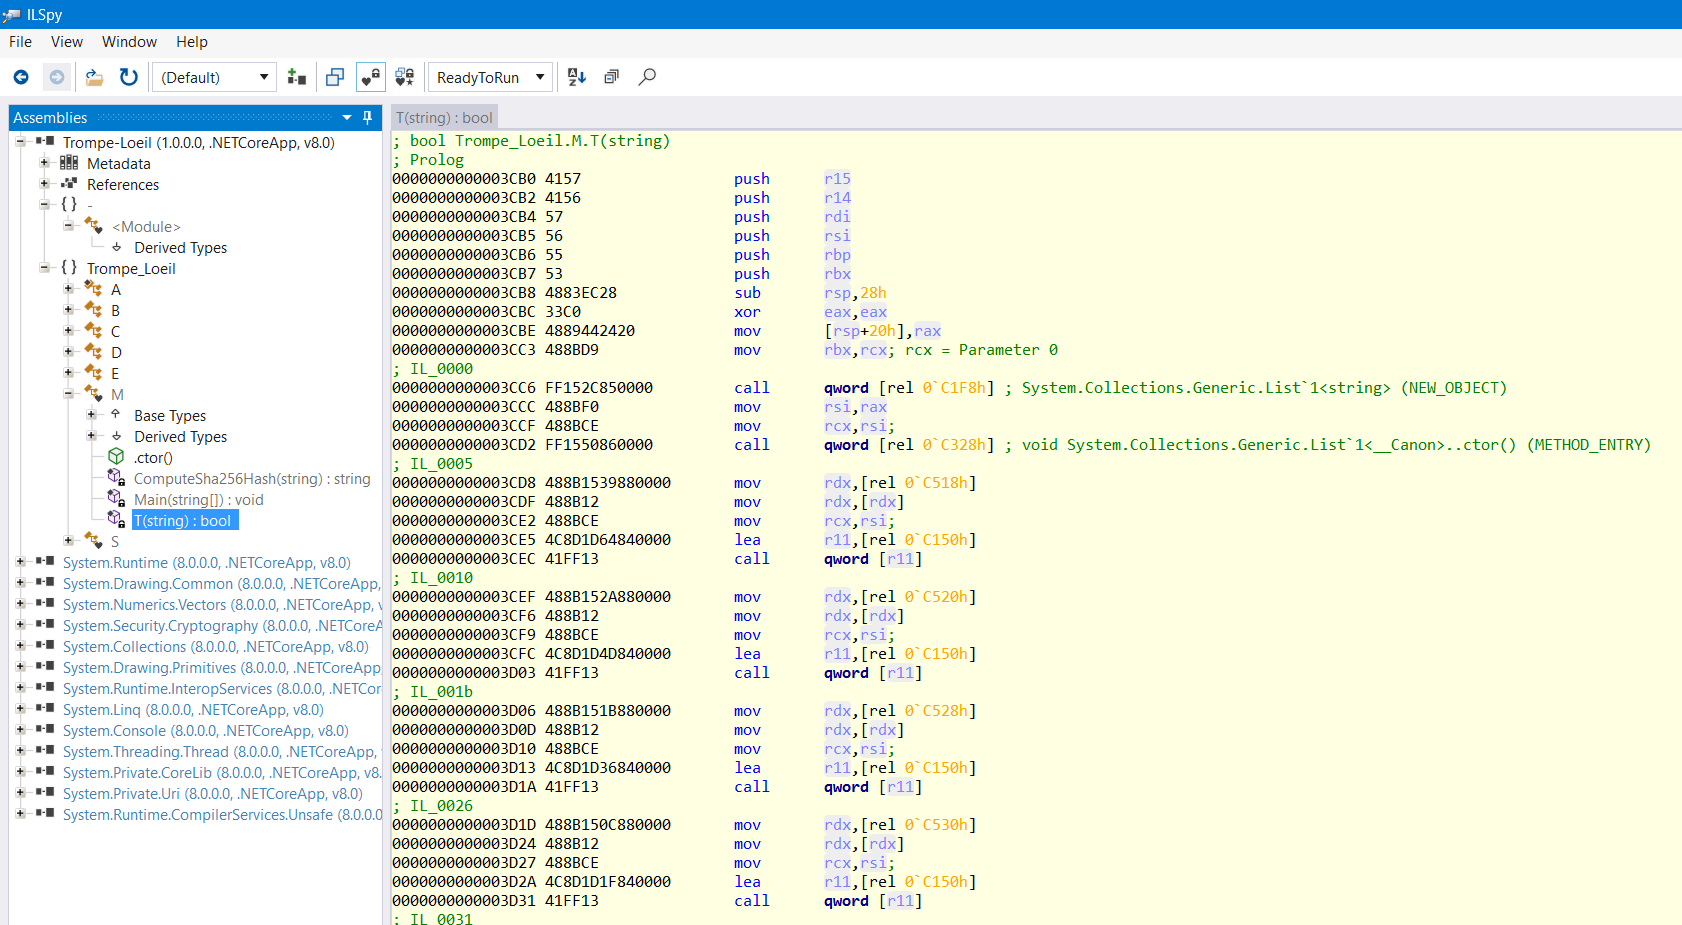 ILSpy
File View Window Help
(Default) ReadyToRun
Assemblies
Trompe-Loeil (1.0.0.0, .NETCoreApp, v8.0)
Metadata
References
{ } -
<Module>
Derived Types
{ } Trompe_Loeil
A
B
C
D
E
M
Base Types
Derived Types
.ctor()
ComputeSha256Hash(string) : string
Main(string[]) : void
T(string) : bool
S
System.Runtime (8.0.0.0, .NETCoreApp, v8.0)
System.Drawing.Common (8.0.0.0, .NETCoreApp,
System.Numerics.Vectors (8.0.0.0, .NETCoreApp, v
System.Security.Cryptography (8.0.0.0, .NETCoreA
System.Collections (8.0.0.0, .NETCoreApp, v8.0)
System.Drawing.Primitives (8.0.0.0, .NETCoreApp,
System.Runtime.InteropServices (8.0.0.0, .NETCor
System.Linq (8.0.0.0, .NETCoreApp, v8.0)
System.Console (8.0.0.0, .NETCoreApp, v8.0)
System.Threading.Thread (8.0.0.0, .NETCoreApp,
System.Private.CoreLib (8.0.0.0, .NETCoreApp, v8.
System.Private.Uri (8.0.0.0, .NETCoreApp, v8.0)
System.Runtime.CompilerServices.Unsafe (8.0.0.0
T(string) : bool
; bool Trompe_Loeil.M.T(string)
; Prolog
0000000000003CB0 4157 push r15
0000000000003CB2 4156 push r14
0000000000003CB4 57 push rdi
0000000000003CB5 56 push rsi
0000000000003CB6 55 push rbp
0000000000003CB7 53 push rbx
0000000000003CB8 4883EC28 sub rsp,28h
0000000000003CBC 33C0 xor eax,eax
0000000000003CBE 4889442420 mov [rsp+20h],rax
0000000000003CC3 488BD9 mov rbx,rcx; rcx = Parameter 0
; IL_0000
0000000000003CC6 FF152C850000 call qword [rel 0`C1F8h] ; System.Collections.Generic.List`1<string> (NEW_OBJECT)
0000000000003CCC 488BF0 mov rsi,rax
0000000000003CCF 488BCE mov rcx,rsi;
0000000000003CD2 FF1550860000 call qword [rel 0`C328h] ; void System.Collections.Generic.List`1<__Canon>..ctor() (METHOD_ENTRY)
; IL_0005
0000000000003CD8 488B1539880000 mov rdx,[rel 0`C518h]
0000000000003CDF 488B12 mov rdx,[rdx]
0000000000003CE2 488BCE mov rcx,rsi;
0000000000003CE5 4C8D1D64840000 lea r11,[rel 0`C150h]
0000000000003CEC 41FF13 call qword [r11]
; IL_0010
0000000000003CEF 488B152A880000 mov rdx,[rel 0`C520h]
0000000000003CF6 488B12 mov rdx,[rdx]
0000000000003CF9 488BCE mov rcx,rsi;
0000000000003CFC 4C8D1D4D840000 lea r11,[rel 0`C150h]
0000000000003D03 41FF13 call qword [r11]
; IL_001b
0000000000003D06 488B151B880000 mov rdx,[rel 0`C528h]
0000000000003D0D 488B12 mov rdx,[rdx]
0000000000003D10 488BCE mov rcx,rsi;
0000000000003D13 4C8D1D36840000 lea r11,[rel 0`C150h]
0000000000003D1A 41FF13 call qword [r11]
; IL_0026
0000000000003D1D 488B150C880000 mov rdx,[rel 0`C530h]
0000000000003D24 488B12 mov rdx,[rdx]
0000000000003D27 488BCE mov rcx,rsi;
0000000000003D2A 4C8D1D1F840000 lea r11,[rel 0`C150h]
0000000000003D31 41FF13 call qword [r11]
; IL_0031